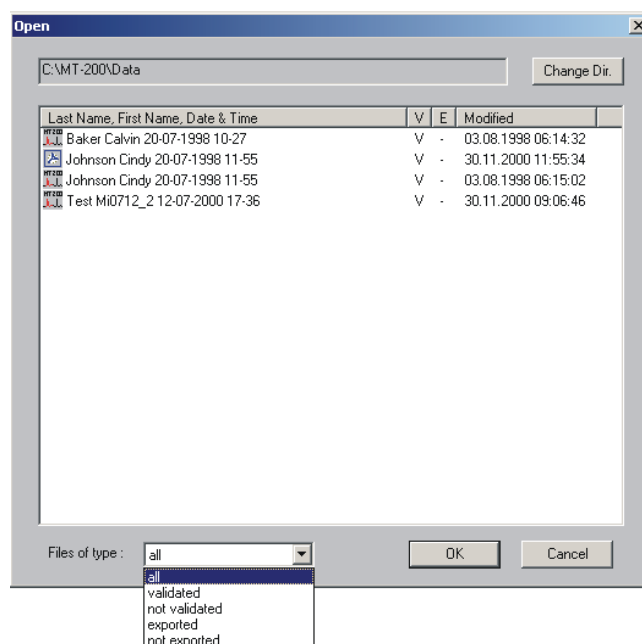 Open
C:\MT-200\Data
Change Dir.
Last Name, First Name, Date & Time V E Modified
Baker Calvin 20-07-1998 10-27 V - 03.08.1998 06:14:32
Johnson Cindy 20-07-1998 11-55 V - 30.11.2000 11:55:34
Johnson Cindy 20-07-1998 11-55 V - 03.08.1998 06:15:02
Test Mi0712_2 12-07-2000 17-36 V - 30.11.2000 09:06:46
Files of type : all OK Cancel
all
validated
not validated
exported
not exported